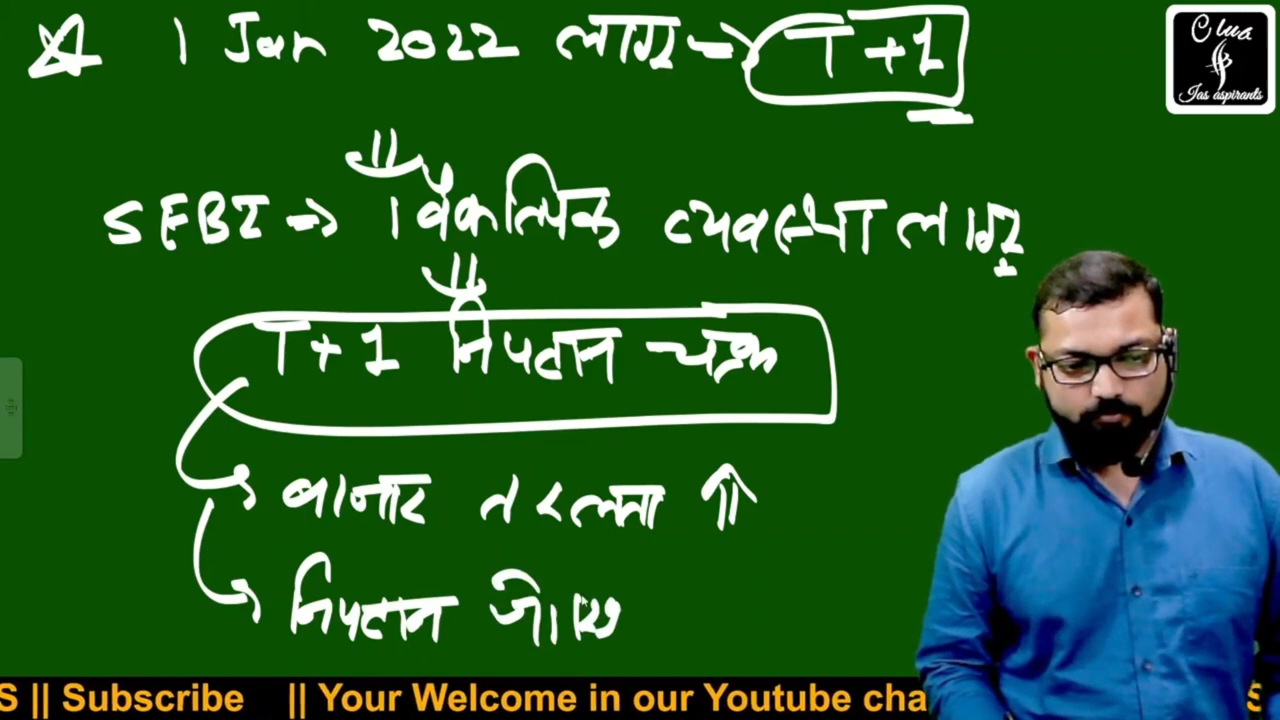 1 Jan 2022 लागू → T+1
Clue
Ias aspirants
SEBI ⇒ वैकल्पिक व्यवस्था लागू
T+1 निपटान चक्र
बाजार तरलता ⇑
निपटान जोखि
S || Subscribe || Your Welcome in our Youtube cha
S